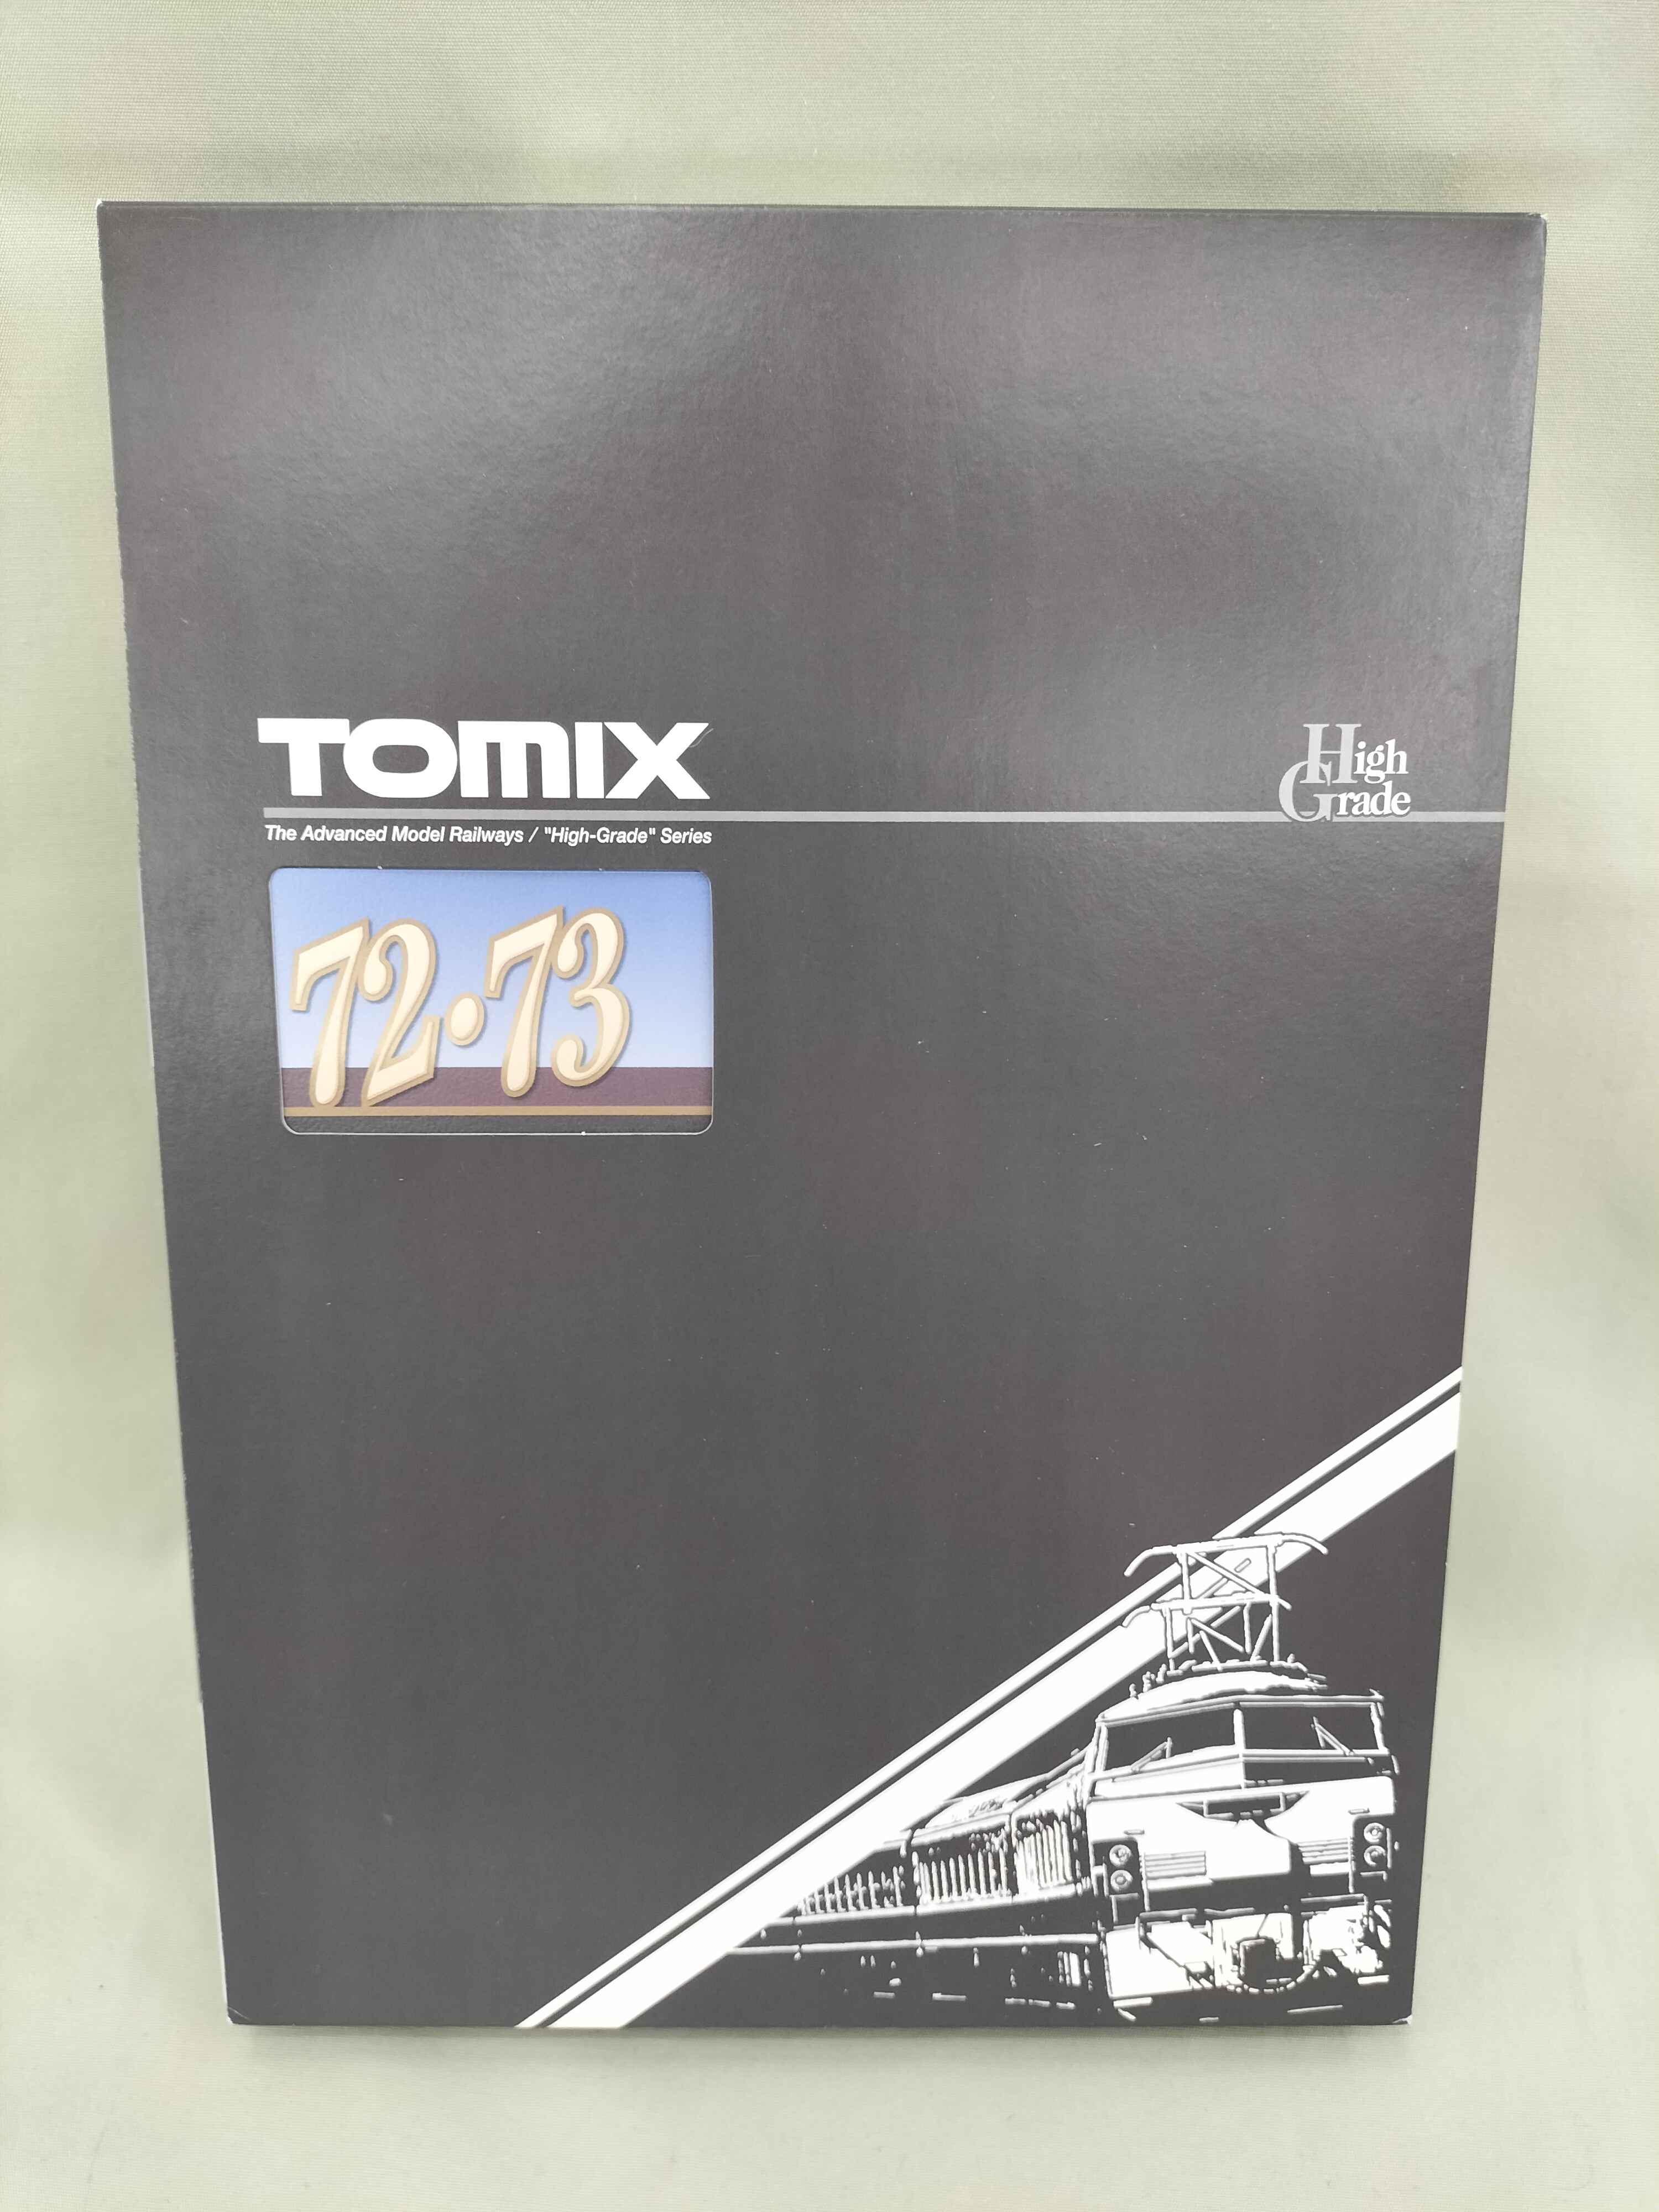 TOMIX
High
Grade
The Advanced Model Railways / "High-Grade" Series
72・73